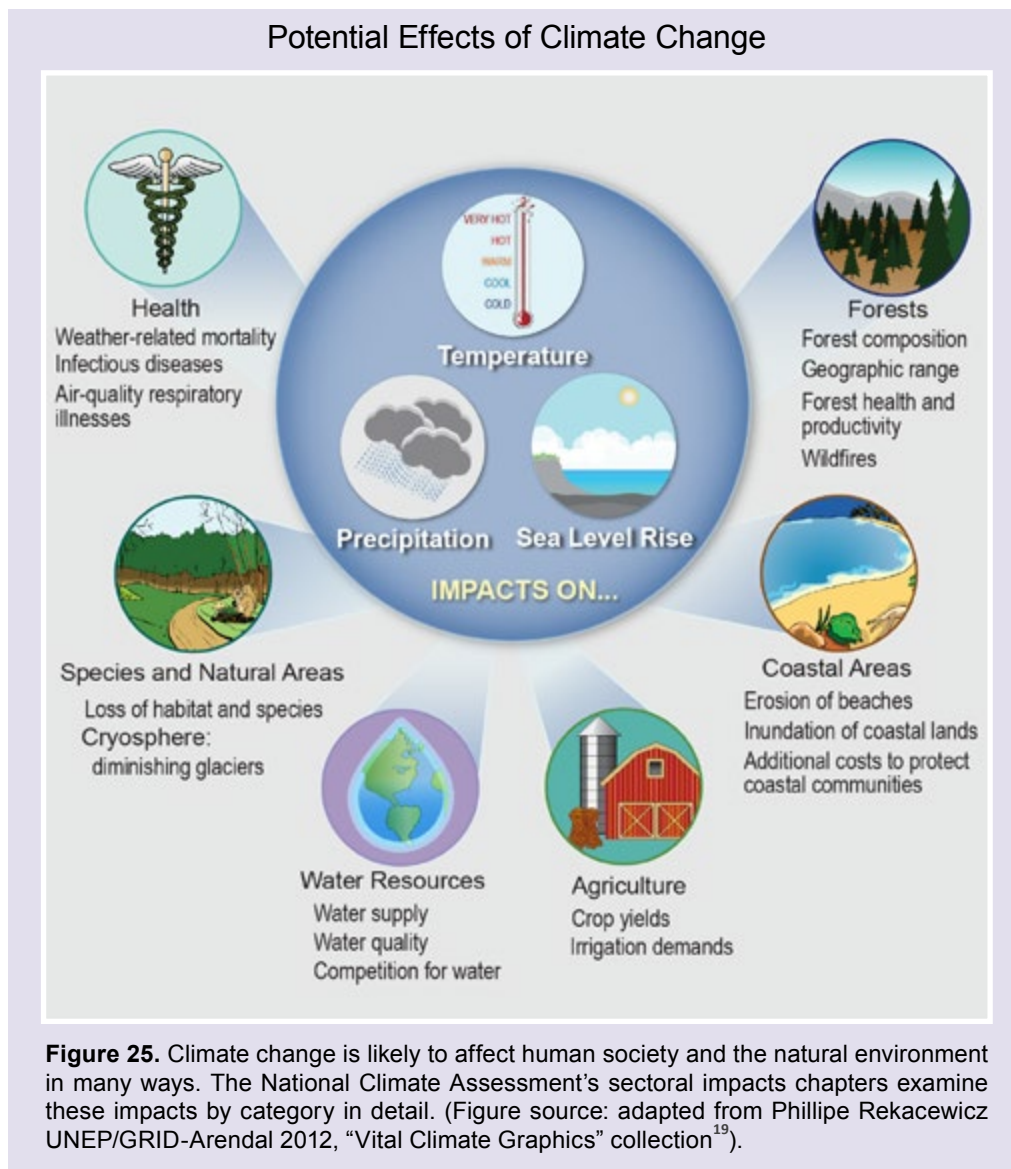 Potential Effects of Climate Change
VERY HOT
HOT
WARM
COOL
COLD
Temperature
Precipitation
Sea Level Rise
IMPACTS ON...
Health
Weather-related mortality
Infectious diseases
Air-quality respiratory
illnesses
Forests
Forest composition
Geographic range
Forest health and
productivity
Wildfires
Species and Natural Areas
Loss of habitat and species
Cryosphere:
diminishing glaciers
Coastal Areas
Erosion of beaches
Inundation of coastal lands
Additional costs to protect
coastal communities
Water Resources
Water supply
Water quality
Competition for water
Agriculture
Crop yields
Irrigation demands
Figure 25. Climate change is likely to affect human society and the natural environment
in many ways. The National Climate Assessment’s sectoral impacts chapters examine
these impacts by category in detail. (Figure source: adapted from Phillipe Rekacewicz
UNEP/GRID-Arendal 2012, “Vital Climate Graphics” collection¹⁹).